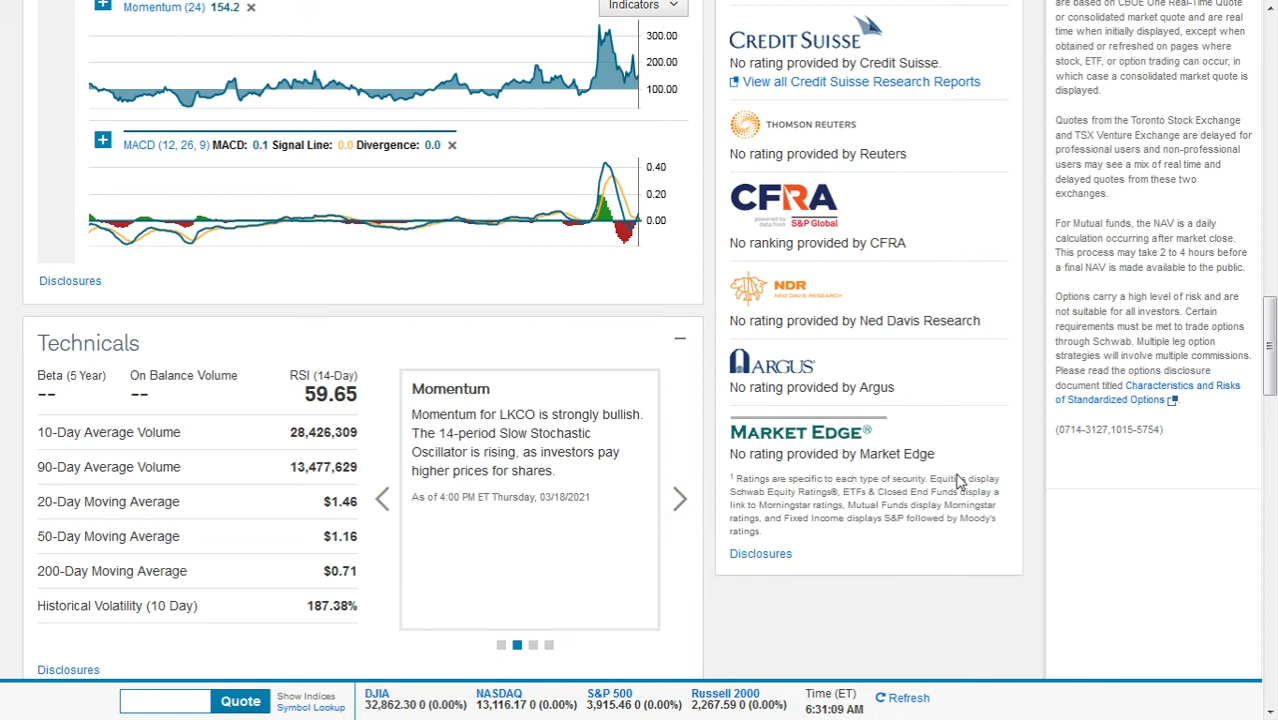 Momentum (24) 154.2
Indicators
300.00
200.00
100.00
MACD (12, 26, 9) MACD: 0.1 Signal Line: 0.0 Divergence: 0.0
0.40
0.20
0.00
Disclosures
Technicals
Beta (5 Year) On Balance Volume RSI (14-Day)
-- -- 59.65
10-Day Average Volume 28,426,309
90-Day Average Volume 13,477,629
20-Day Moving Average $1.46
50-Day Moving Average $1.16
200-Day Moving Average $0.71
Historical Volatility (10 Day) 187.38%
Disclosures
Momentum
Momentum for LKCO is strongly bullish.
The 14-period Slow Stochastic
Oscillator is rising, as investors pay
higher prices for shares.
As of 4:00 PM ET Thursday, 03/18/2021
CREDIT SUISSE
No rating provided by Credit Suisse.
View all Credit Suisse Research Reports
THOMSON REUTERS
No rating provided by Reuters
CFRA
powered by
data from S&P Global
No ranking provided by CFRA
NDR
NED DAVIS RESEARCH
No rating provided by Ned Davis Research
ARGUS
No rating provided by Argus
MARKET EDGE®
No rating provided by Market Edge
1 Ratings are specific to each type of security. Equities display
Schwab Equity Ratings®, ETFs & Closed End Funds display a
link to Morningstar ratings, Mutual Funds display Morningstar
ratings, and Fixed Income displays S&P followed by Moody's
ratings.
Disclosures
are based on CBOE One Real-Time Quote
or consolidated market quote and are real
time when initially displayed, except when
obtained or refreshed on pages where
stock, ETF, or option trading can occur, in
which case a consolidated market quote is
displayed.
Quotes from the Toronto Stock Exchange
and TSX Venture Exchange are delayed for
professional users and non-professional
users may see a mix of real time and
delayed quotes from these two
exchanges.
For Mutual funds, the NAV is a daily
calculation occurring after market close.
This process may take 2 to 4 hours before
a final NAV is made available to the public.
Options carry a high level of risk and are
not suitable for all investors. Certain
requirements must be met to trade options
through Schwab. Multiple leg option
strategies will involve multiple commissions.
Please read the options disclosure
document titled Characteristics and Risks
of Standardized Options.
(0714-3127,1015-5754)
Quote
Show Indices
Symbol Lookup
DJIA
32,862.30 0 (0.00%)
NASDAQ
13,116.17 0 (0.00%)
S&P 500
3,915.46 0 (0.00%)
Russell 2000
2,267.59 0 (0.00%)
Time (ET)
6:31:09 AM
Refresh